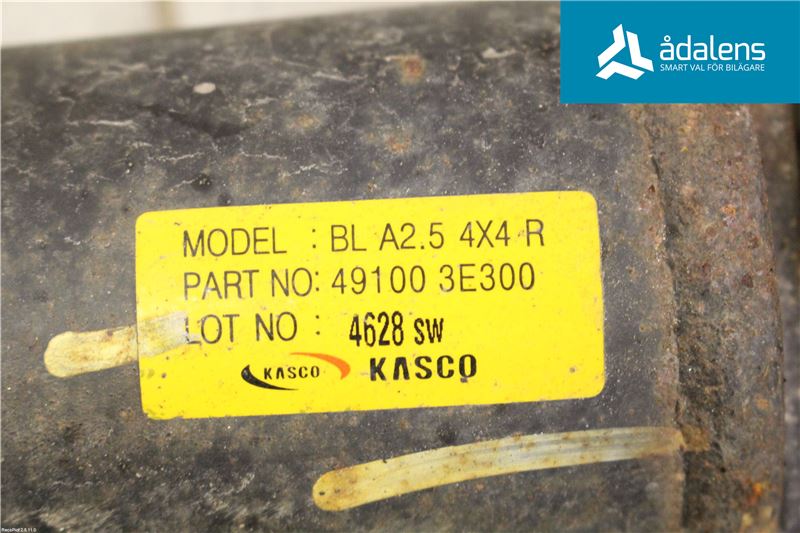 ådalens
SMART VAL FÖR BILÄGARE
MODEL : BL A2.5 4X4 R
PART NO: 49100 3E300
LOT NO : 4628 SW
KASCO KASCO